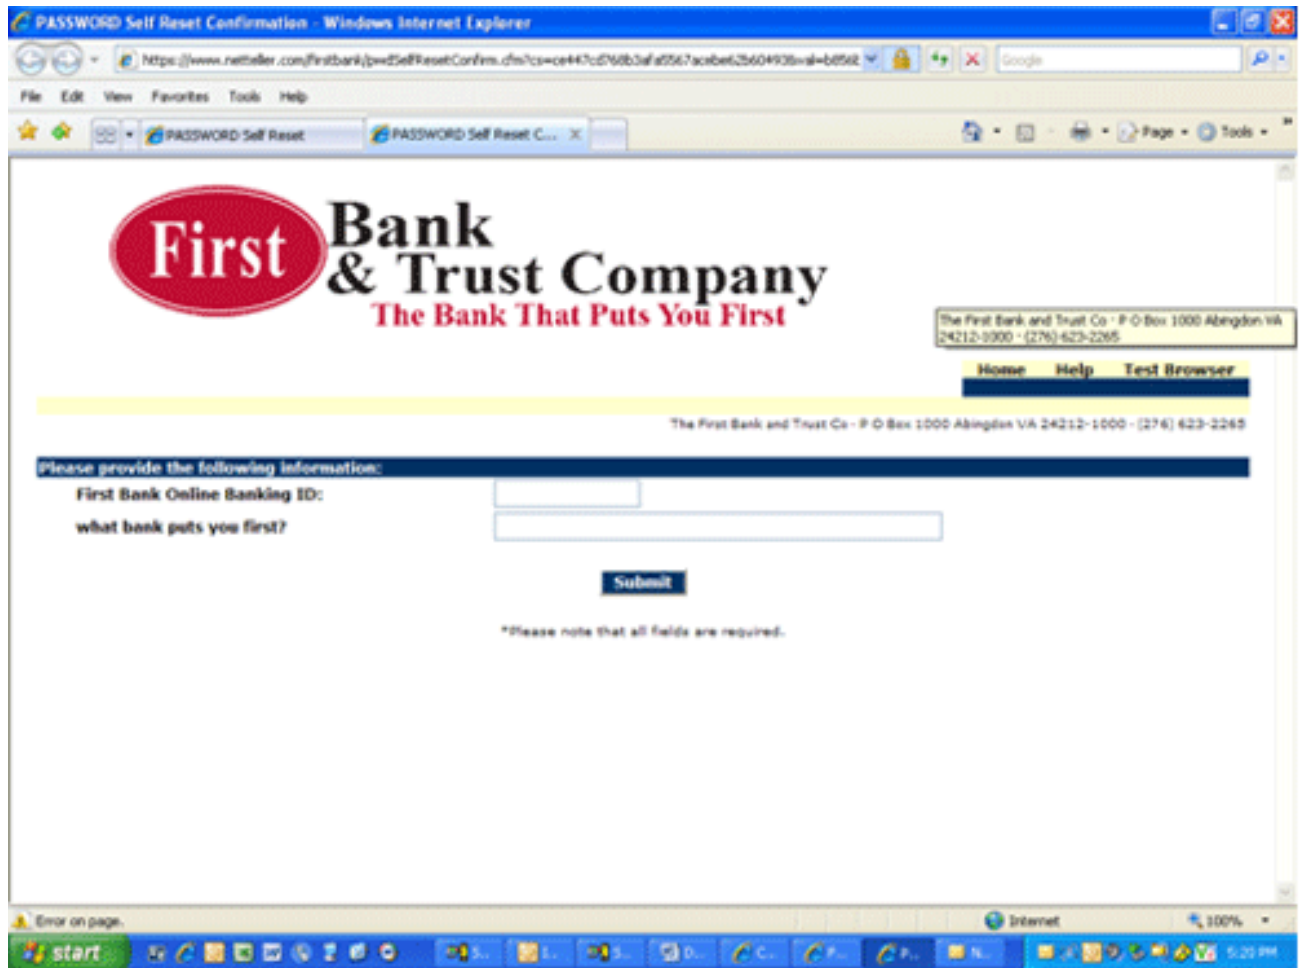 PASSWORD Self Reset Confirmation - Windows Internet Explorer
Google
File Edit View Favorites Tools Help
PASSWORD Self Reset
PASSWORD Self Reset C...
Page
Tools
First Bank
& Trust Company
The Bank That Puts You First
The First Bank and Trust Co - P O Box 1000 Abingdon VA
24212-1000 - (276)-623-2265
Home Help Test Browser
The First Bank and Trust Co - P O Box 1000 Abingdon VA 24212-1000 - (276) 623-2265
Please provide the following information:
First Bank Online Banking ID:
what bank puts you first?
Submit
*Please note that all fields are required.
Error on page.
Internet
100%
start
S...
I...
S...
D...
C...
P...
P...
N...
5:20 PM